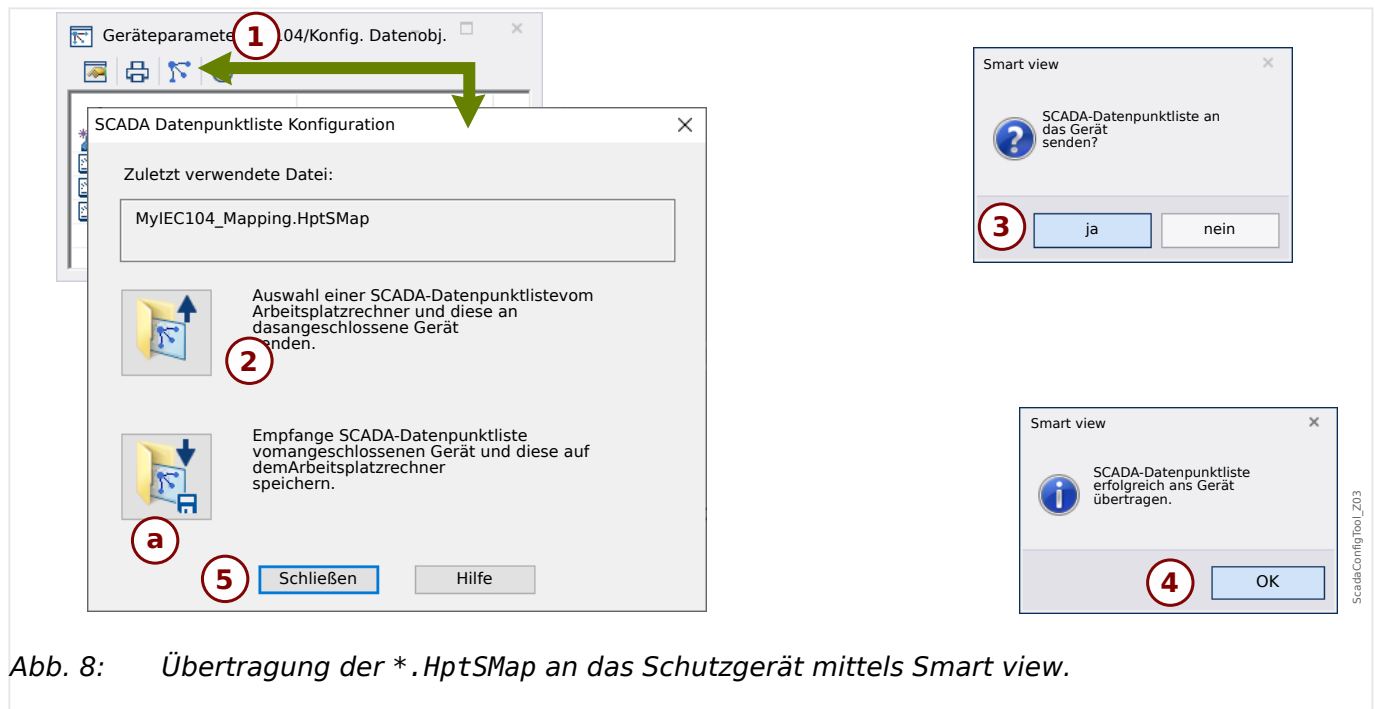 Geräteparamete
1
104/Konfig. Datenobj.
SCADA Datenpunktliste Konfiguration
Zuletzt verwendete Datei:
MyIEC104_Mapping.HptSMap
Auswahl einer SCADA-Datenpunktlistevom
Arbeitsplatzrechner und diese an
dasangeschlossene Gerät
enden.
2
Empfange SCADA-Datenpunktliste
vomangeschlossenen Gerät und diese auf
demArbeitsplatzrechner
speichern.
a
5
Schließen
Hilfe
Smart view
SCADA-Datenpunktliste an
das Gerät
senden?
3
ja
nein
Smart view
SCADA-Datenpunktliste
erfolgreich ans Gerät
übertragen.
4
OK
ScadaConfigTool_Z03
Abb. 8: Übertragung der *.HptSMap an das Schutzgerät mittels Smart view.